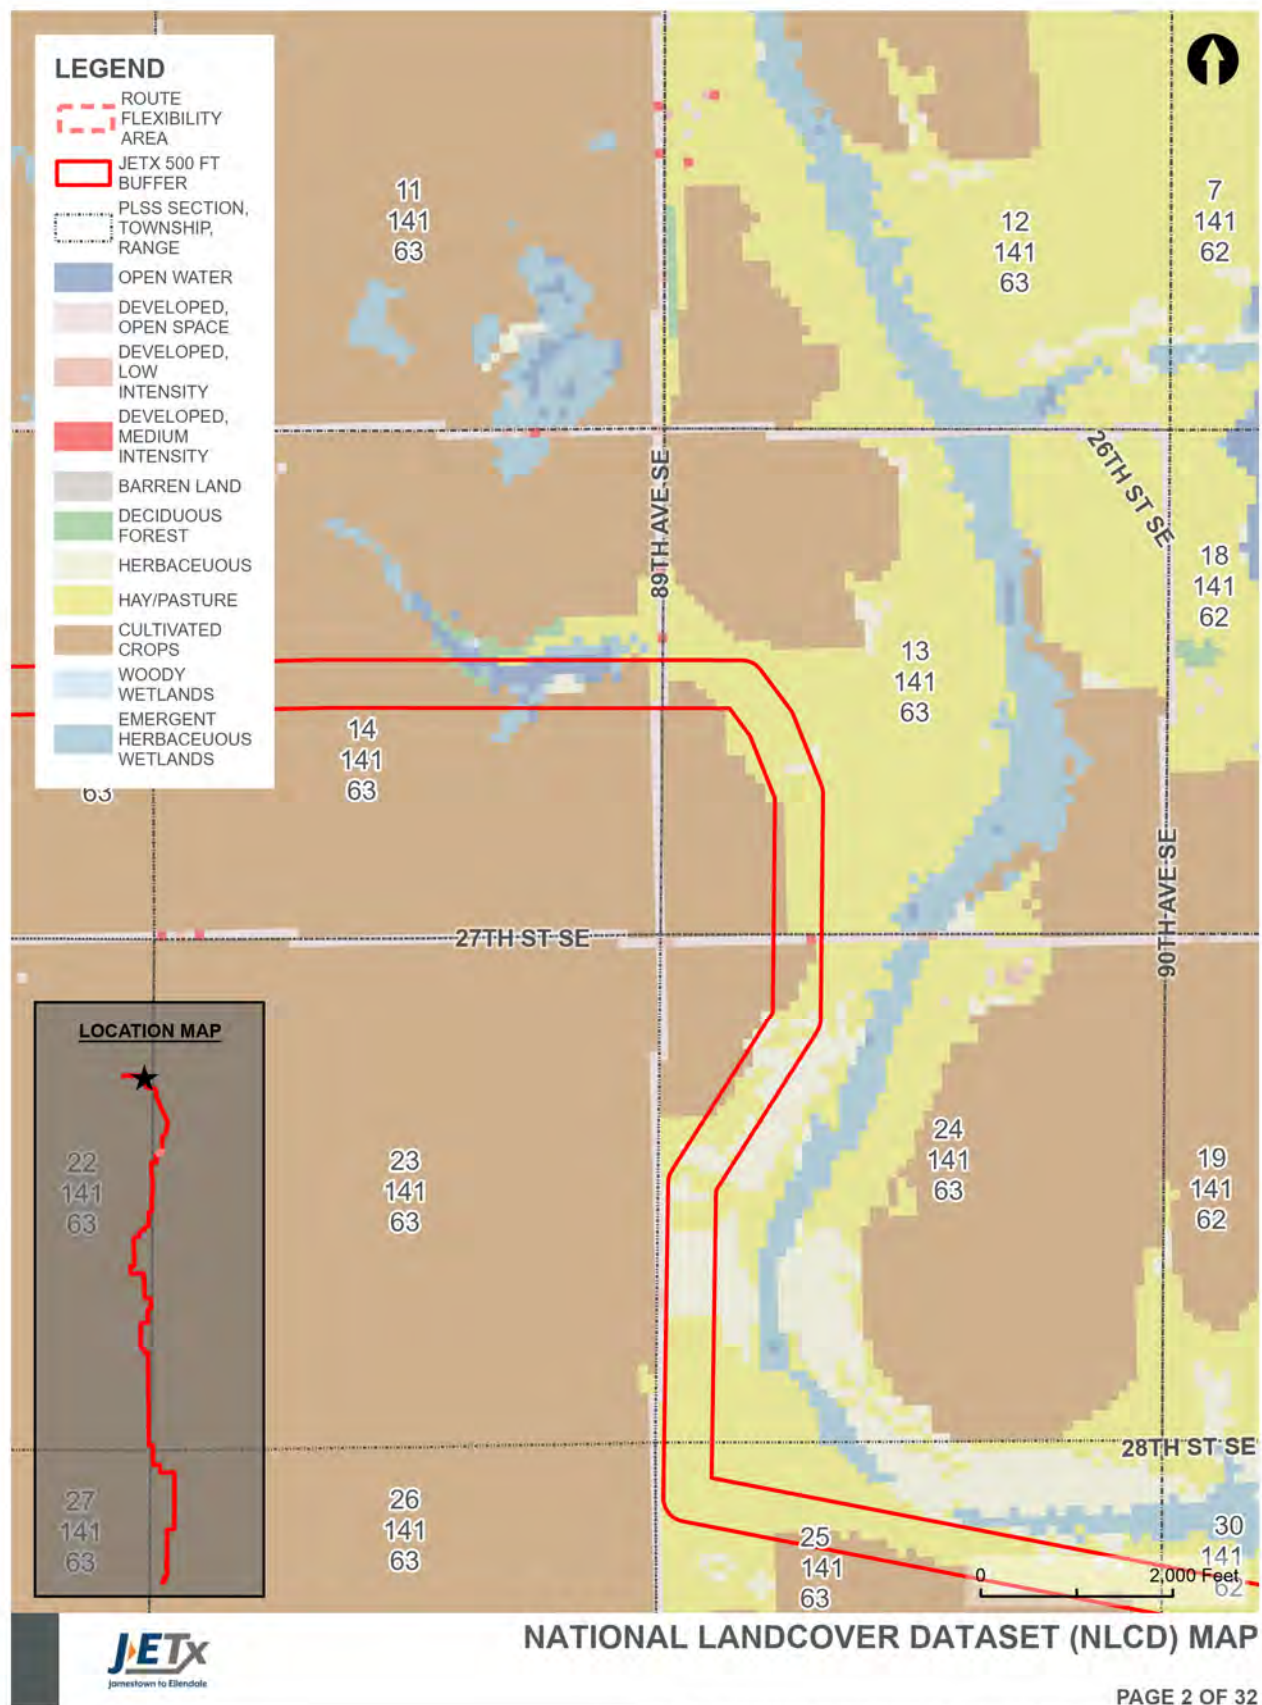 LEGEND
ROUTE
FLEXIBILITY
AREA
JETX 500 FT
BUFFER
PLSS SECTION,
TOWNSHIP,
RANGE
OPEN WATER
DEVELOPED,
OPEN SPACE
DEVELOPED,
LOW
INTENSITY
DEVELOPED,
MEDIUM
INTENSITY
BARREN LAND
DECIDUOUS
FOREST
HERBACEUOUS
HAY/PASTURE
CULTIVATED
CROPS
WOODY
WETLANDS
EMERGENT
HERBACEUOUS
WETLANDS
63
11
141
63
12
141
63
7
141
62
89TH AVE SE
26TH ST SE
18
141
62
13
141
63
14
141
63
27TH ST SE
90TH AVE SE
LOCATION MAP
22
141
63
23
141
63
24
141
63
19
141
62
28TH ST SE
27
141
63
26
141
63
25
141
63
30
141
62
0
2,000 Feet
JETx
Jamestown to Ellendale
NATIONAL LANDCOVER DATASET (NLCD) MAP
PAGE 2 OF 32